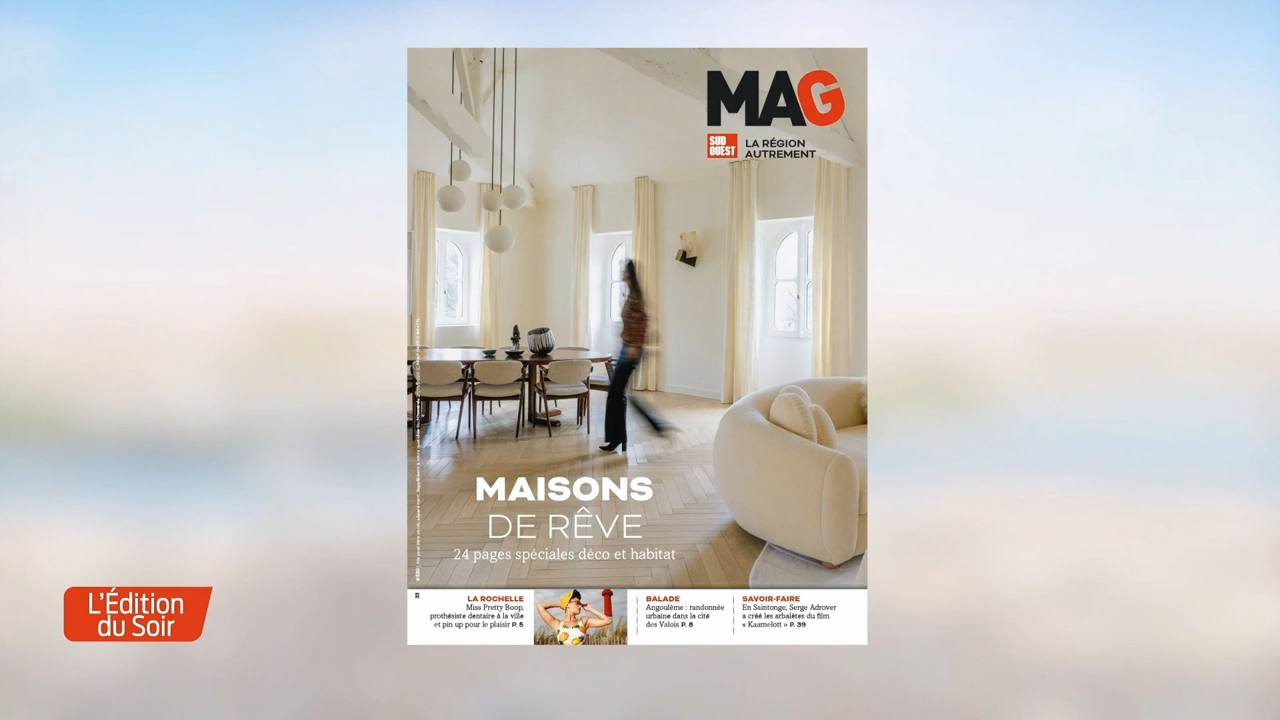 MAG
SUD
OUEST
LA RÉGION
AUTREMENT
MAISONS
DE RÊVE
24 pages spéciales déco et habitat
LA ROCHELLE
Miss Pretty Boop,
prothésiste dentaire à la ville
et pin up pour le plaisir P. 5
BALADE
Angoulême : randonnée
urbaine dans la cité
des Valois P. 8
SAVOIR-FAIRE
En Saintonge, Serge Adrover
a créé les arbalètes du film
« Kaamelott » P. 39
L'Édition
du Soir